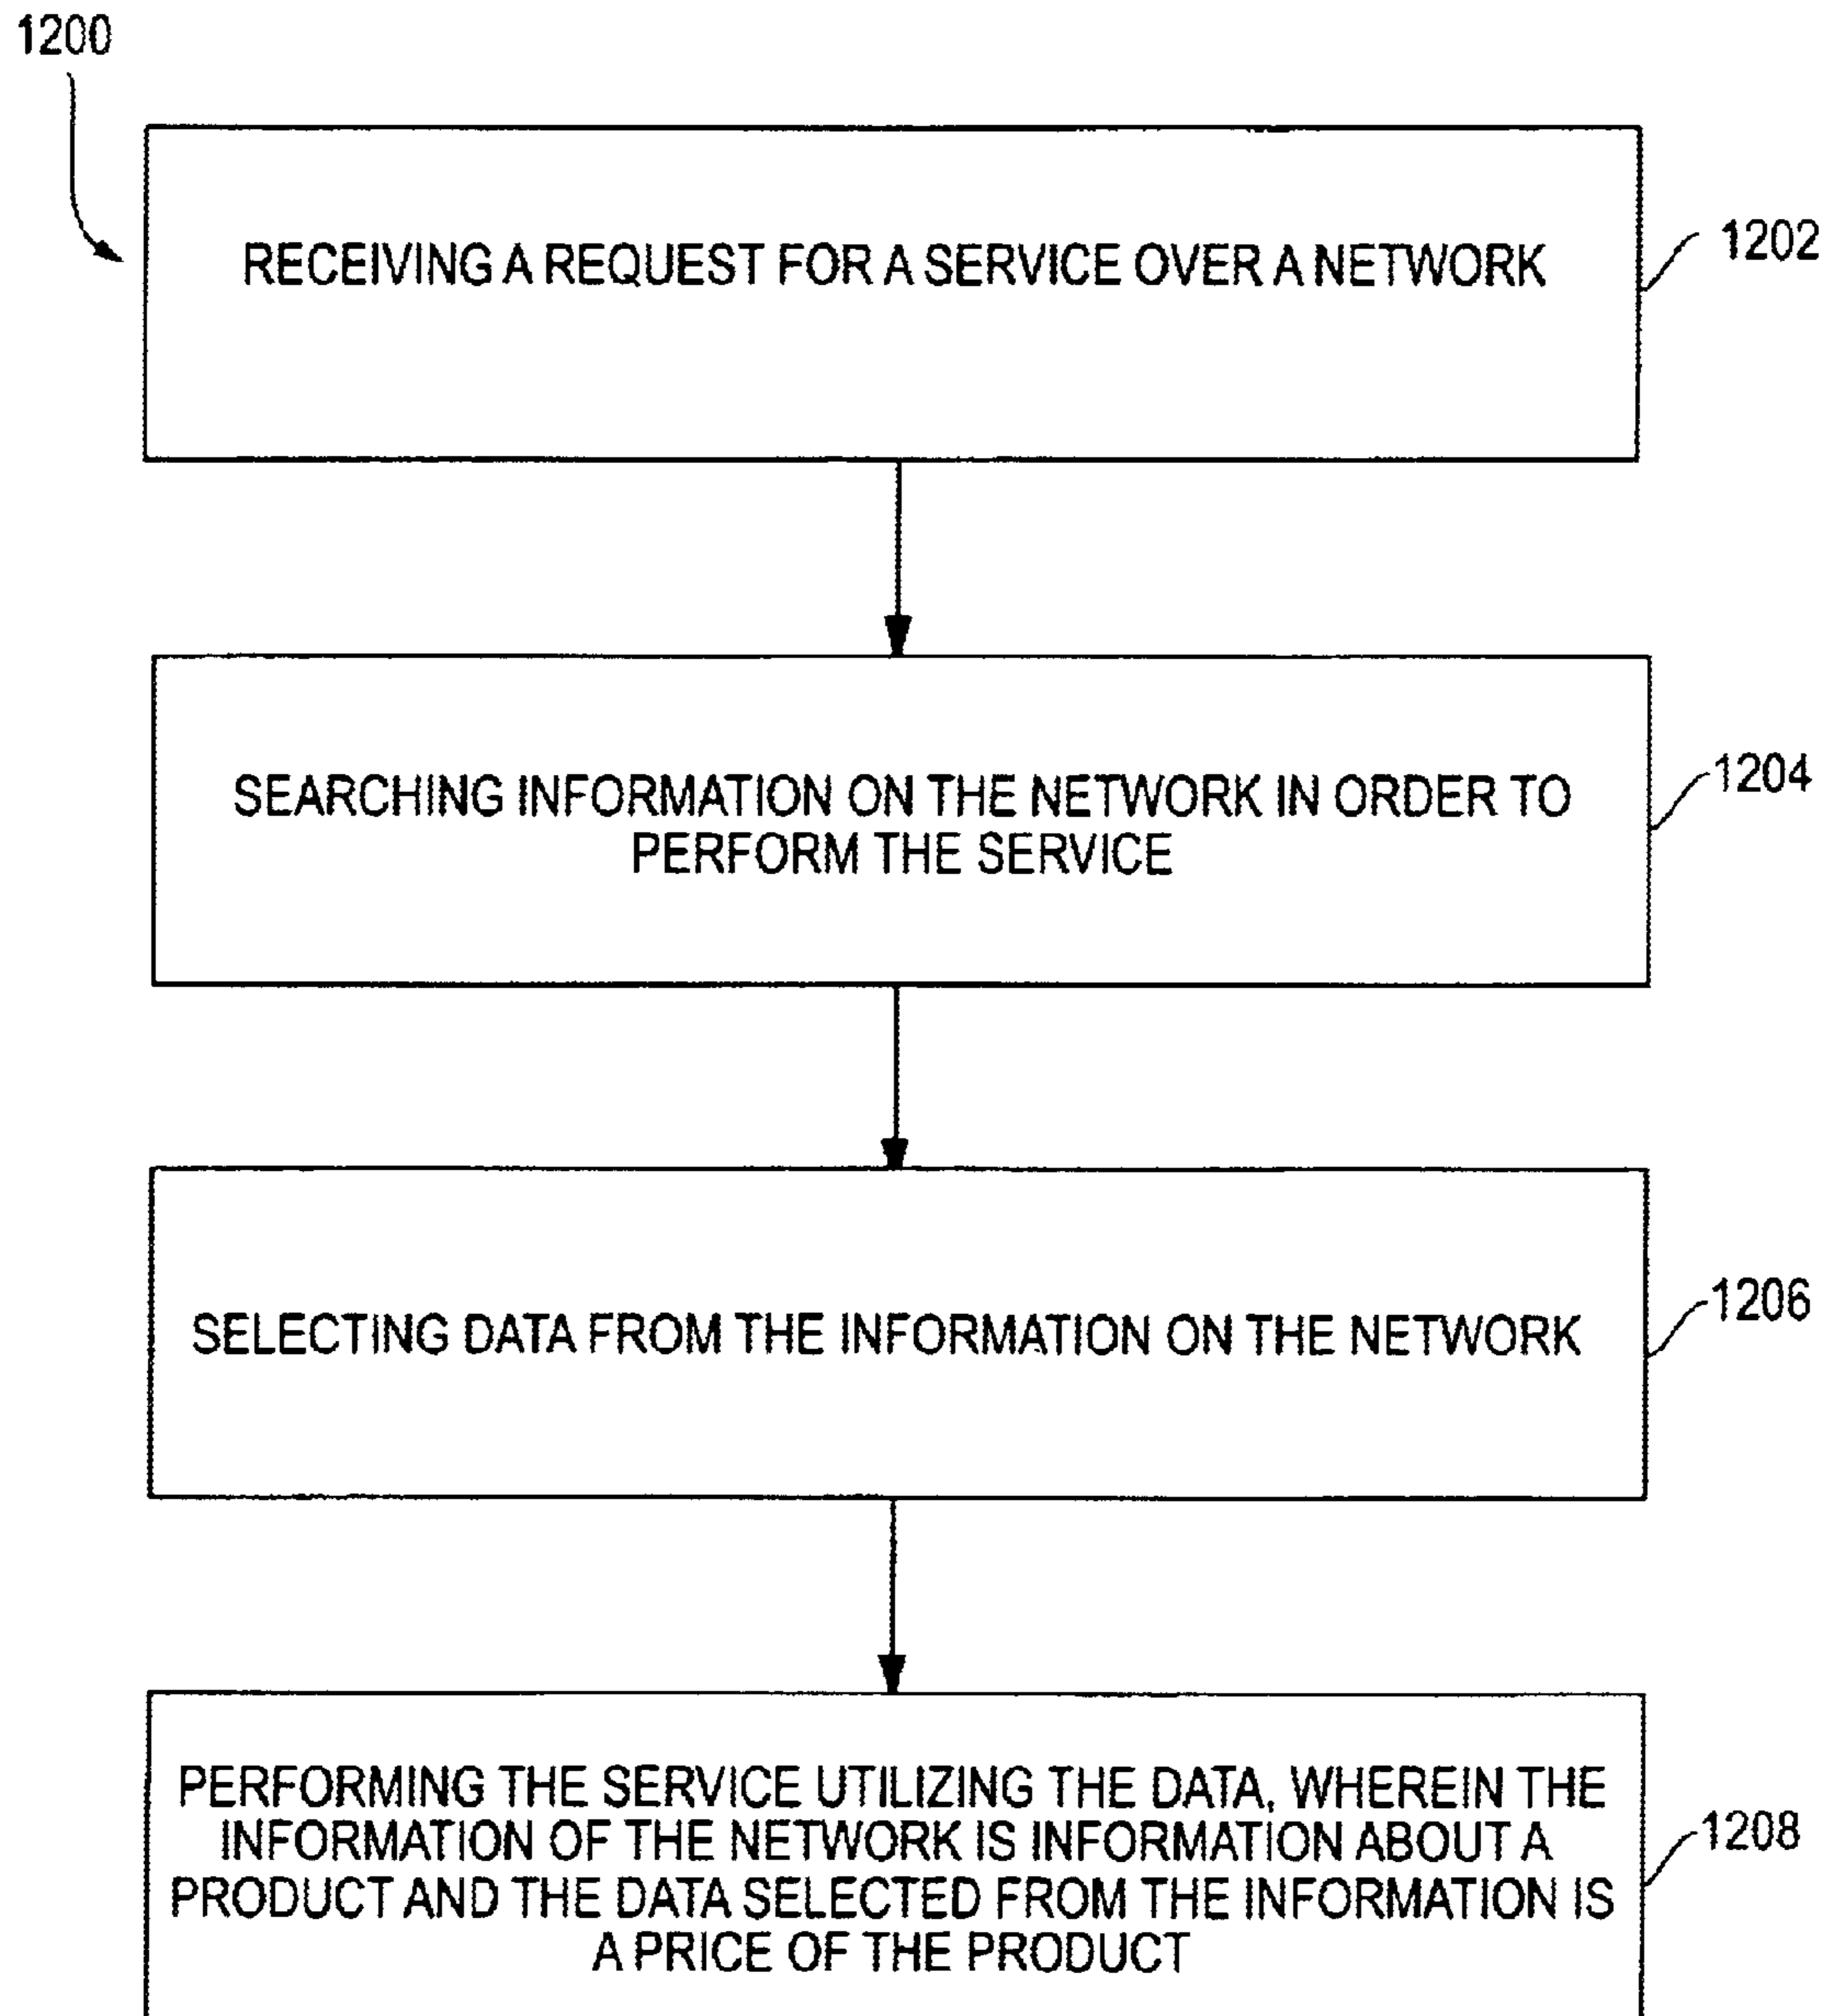 1200
RECEIVING A REQUEST FOR A SERVICE OVER A NETWORK
1202
SEARCHING INFORMATION ON THE NETWORK IN ORDER TO
PERFORM THE SERVICE
1204
SELECTING DATA FROM THE INFORMATION ON THE NETWORK
1206
PERFORMING THE SERVICE UTILIZING THE DATA, WHEREIN THE
INFORMATION OF THE NETWORK IS INFORMATION ABOUT A
PRODUCT AND THE DATA SELECTED FROM THE INFORMATION IS
A PRICE OF THE PRODUCT
1208